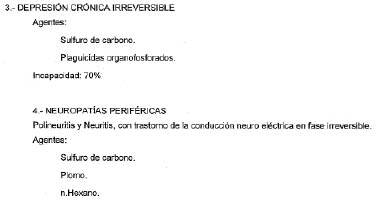 3.- DEPRESIÓN CRÓNICA IRREVERSIBLE
Agentes:
Sulfuro de carbono.
Plaguicidas organofosforados.
Incapacidad: 70%
4.- NEUROPATÍAS PERIFÉRICAS
Polineuritis y Neuritis, con trastorno de la conducción neuro eléctrica en fase irreversible.
Agentes:
Sulfuro de carbono.
Plomo.
n.Hexano.